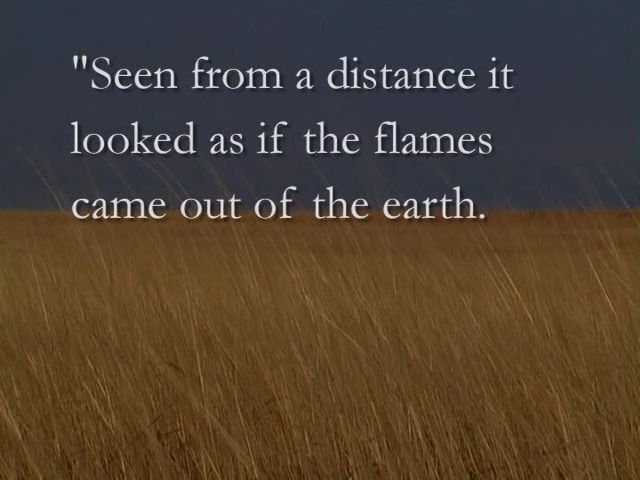 "Seen from a distance it
looked as if the flames
came out of the earth.